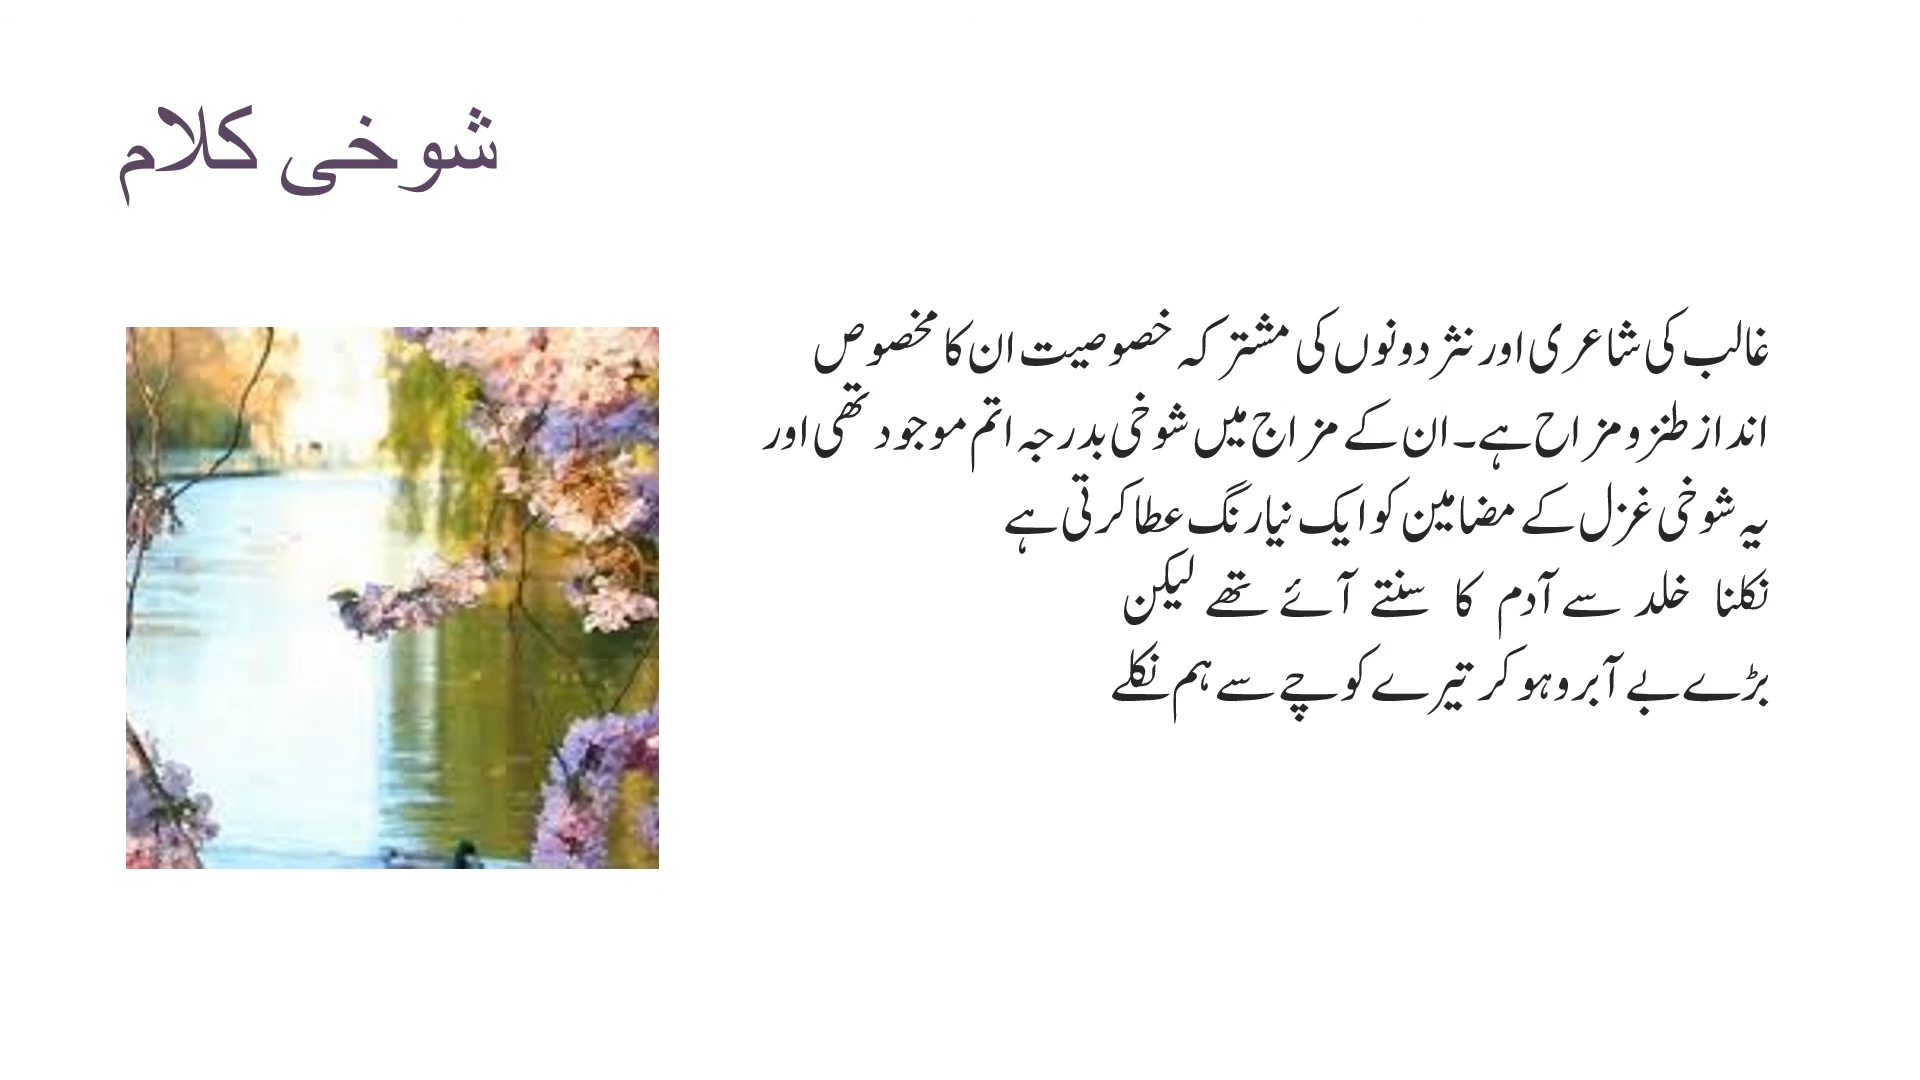 شوخی کلام
غالب کی شاعری اور نثر دونوں کی مشترکہ خصوصیت ان کا مخصوص
انداز طنز و مزاح ہے۔ ان کے مزاج میں شوخی بدرجہ اتم موجود تھی اور
یہ شوخی غزل کے مضامین کو ایک نیا رنگ عطا کرتی ہے
نکلنا خلد سے آدم کا سنتے آئے تھے لیکن
بڑے بے آبرو ہو کر تیرے کوچے سے ہم نکلے